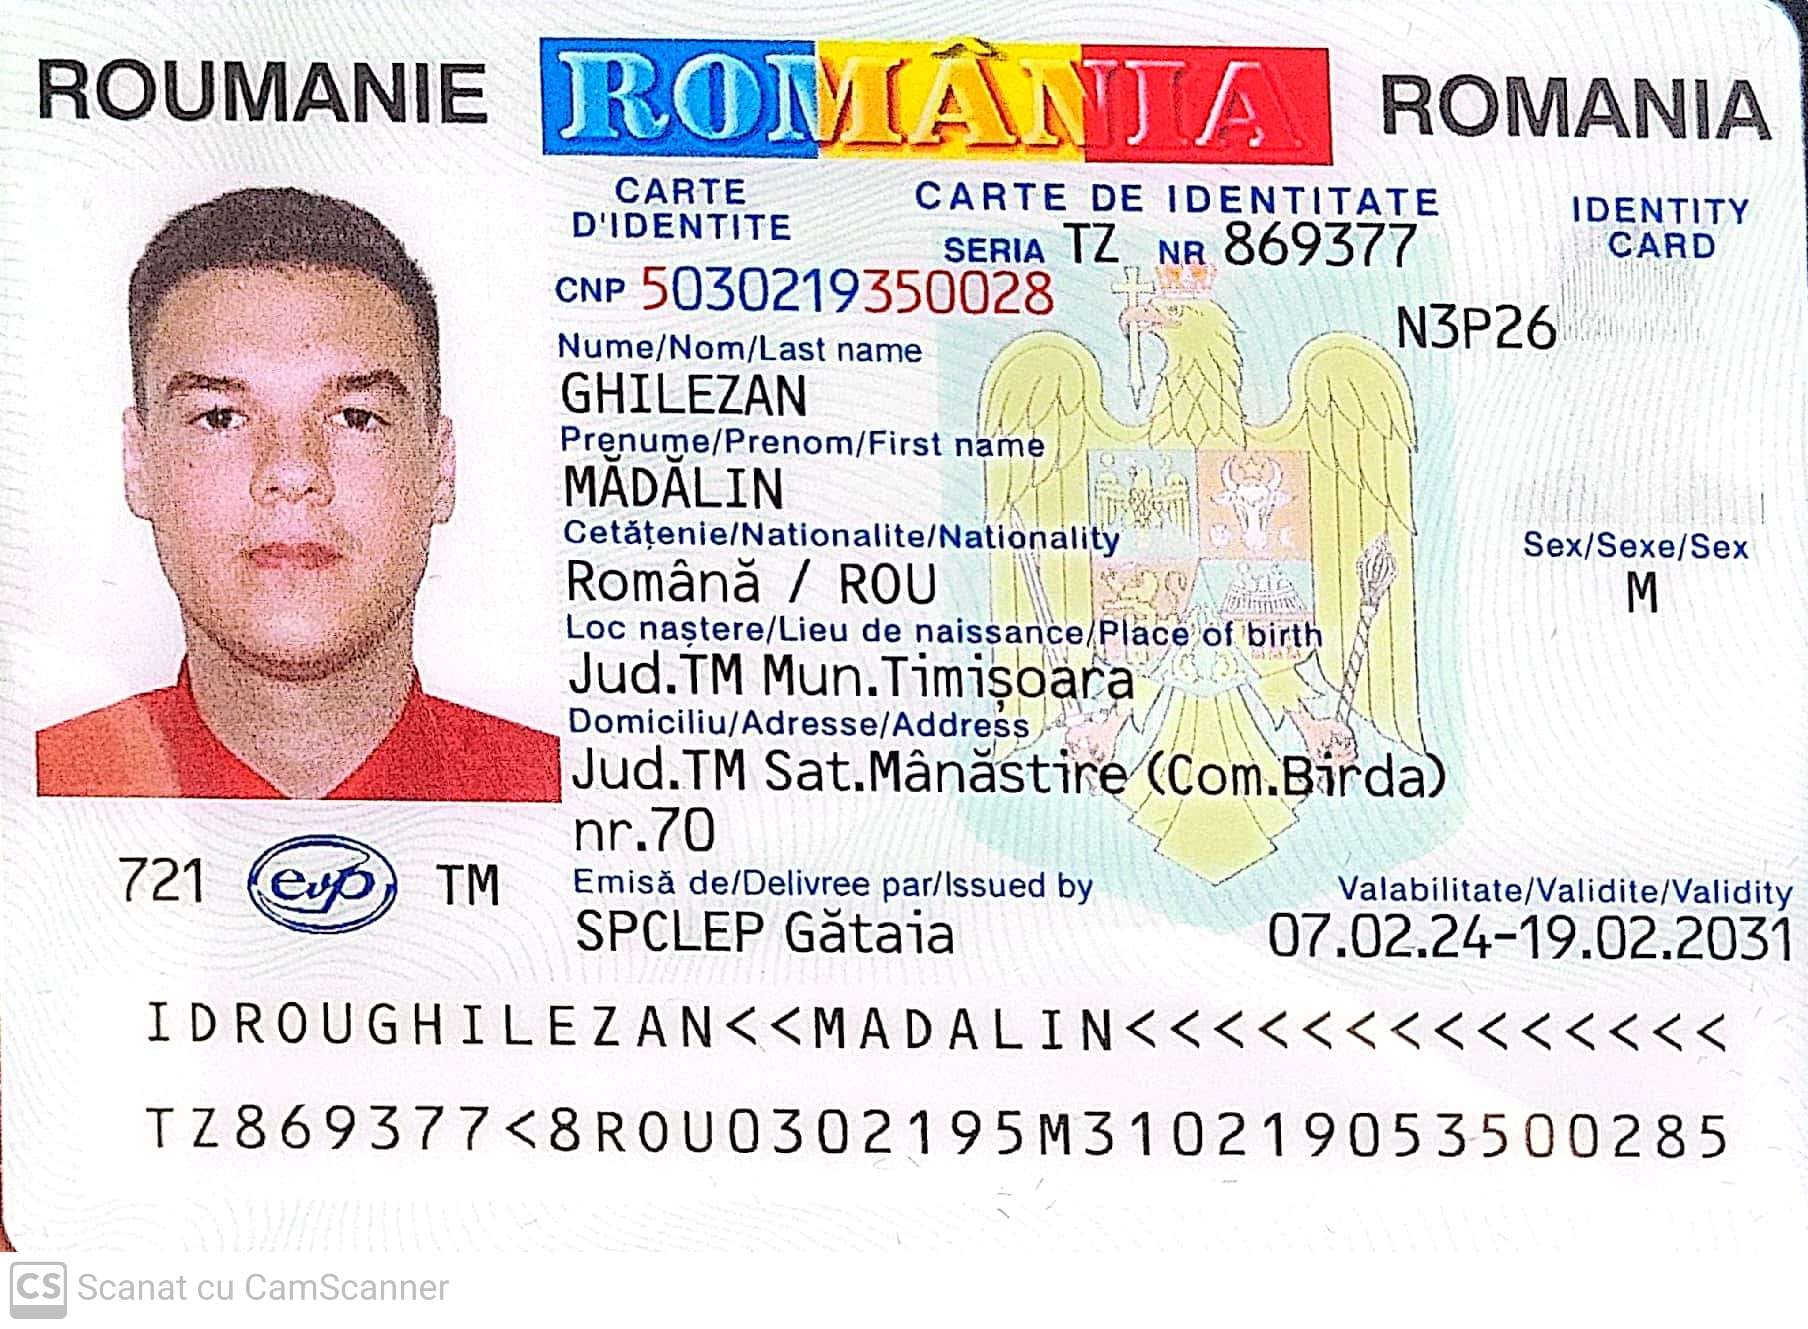 ROUMANIE ROMÂNIA ROMANIA
CARTE D'IDENTITE
CARTE DE IDENTITATE
IDENTITY CARD
SERIA TZ NR 869377
CNP 5030219350028
N3P26
Nume/Nom/Last name
GHILEZAN
Prenume/Prenom/First name
MĂDĂLIN
Cetățenie/Nationalite/Nationality
Română / ROU
Sex/Sexe/Sex
M
Loc naștere/Lieu de naissance/Place of birth
Jud.TM Mun.Timișoara
Domiciliu/Adresse/Address
Jud.TM Sat.Mânăstire (Com.Birda)
nr.70
721 evp TM
Emisă de/Delivree par/Issued by
SPCLEP Gătaia
Valabilitate/Validite/Validity
07.02.24-19.02.2031
IDROUGHILEZAN<<MADALIN<<<<<<<<<<<<<<
TZ869377<8ROU0302195M310219053500285
CS Scanat cu CamScanner